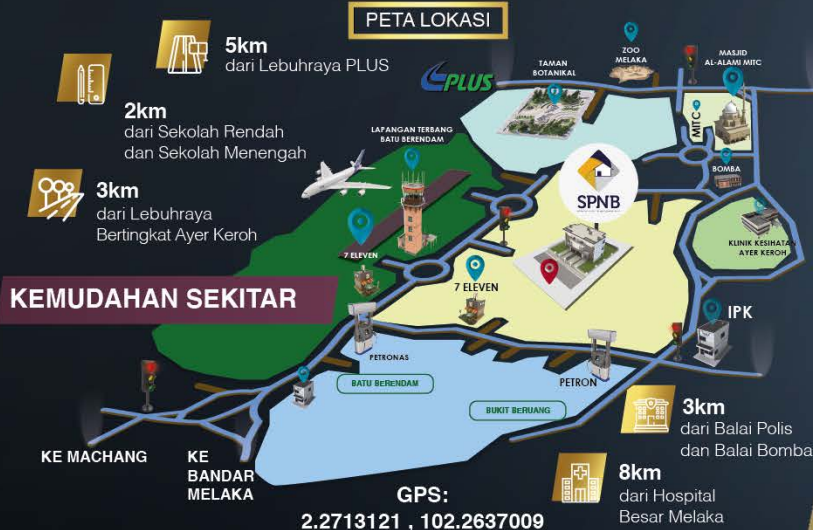 PETA LOKASI
5km
dari Lebuhraya PLUS
2km
dari Sekolah Rendah
dan Sekolah Menengah
3km
dari Lebuhraya
Bertingkat Ayer Keroh
KEMUDAHAN SEKITAR
PLUS
TAMAN
BOTANIKAL
ZOO
MELAKA
MASJID
AL-ALAMI MITC
MITC
BOMBA
LAPANGAN TERBANG
BATU BERENDAM
SPNB
KLINIK KESIHATAN
AYER KEROH
7 ELEVEN
7 ELEVEN
IPK
PETRONAS
PETRON
BATU BERENDAM
BUKIT BERUANG
KE MACHANG
KE
BANDAR
MELAKA
3km
dari Balai Polis
dan Balai Bomba
8km
dari Hospital
Besar Melaka
GPS:
2.2713121 , 102.2637009